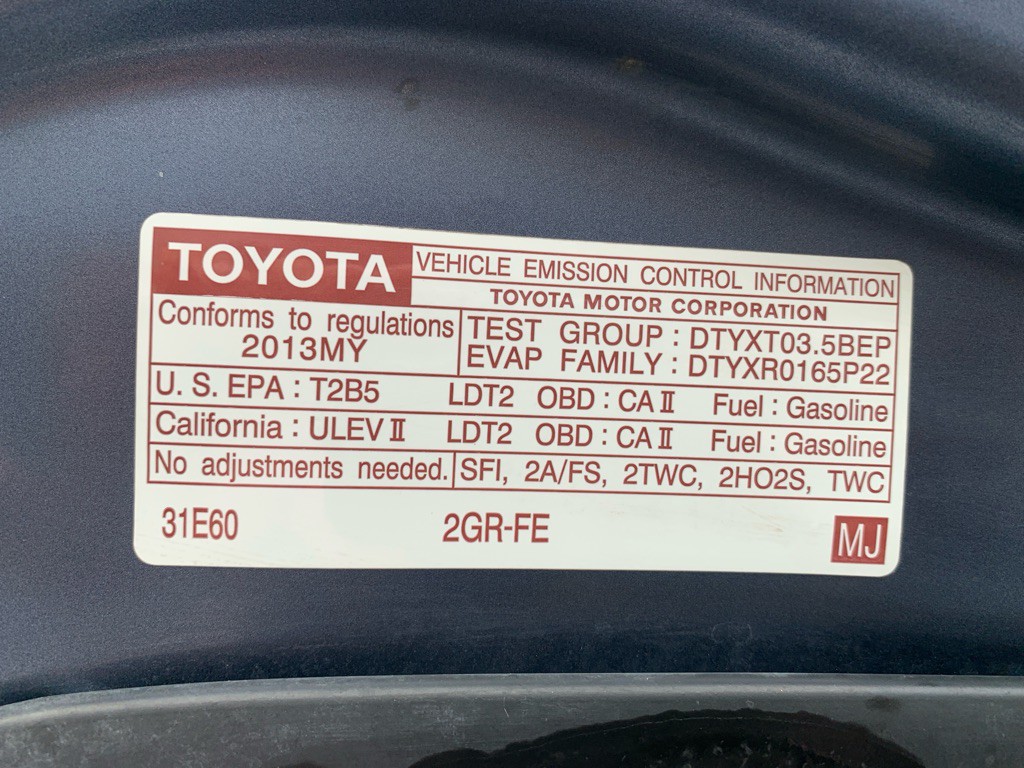 TOYOTA VEHICLE EMISSION CONTROL INFORMATION
TOYOTA MOTOR CORPORATION
Conforms to regulations
2013MY
TEST GROUP : DTYXT03.5BEP
EVAP FAMILY : DTYXR0165P22
U. S. EPA : T2B5 LDT2 OBD : CA II Fuel : Gasoline
California : ULEV II LDT2 OBD : CA II Fuel : Gasoline
No adjustments needed. SFI, 2A/FS, 2TWC, 2HO2S, TWC
31E60 2GR-FE MJ